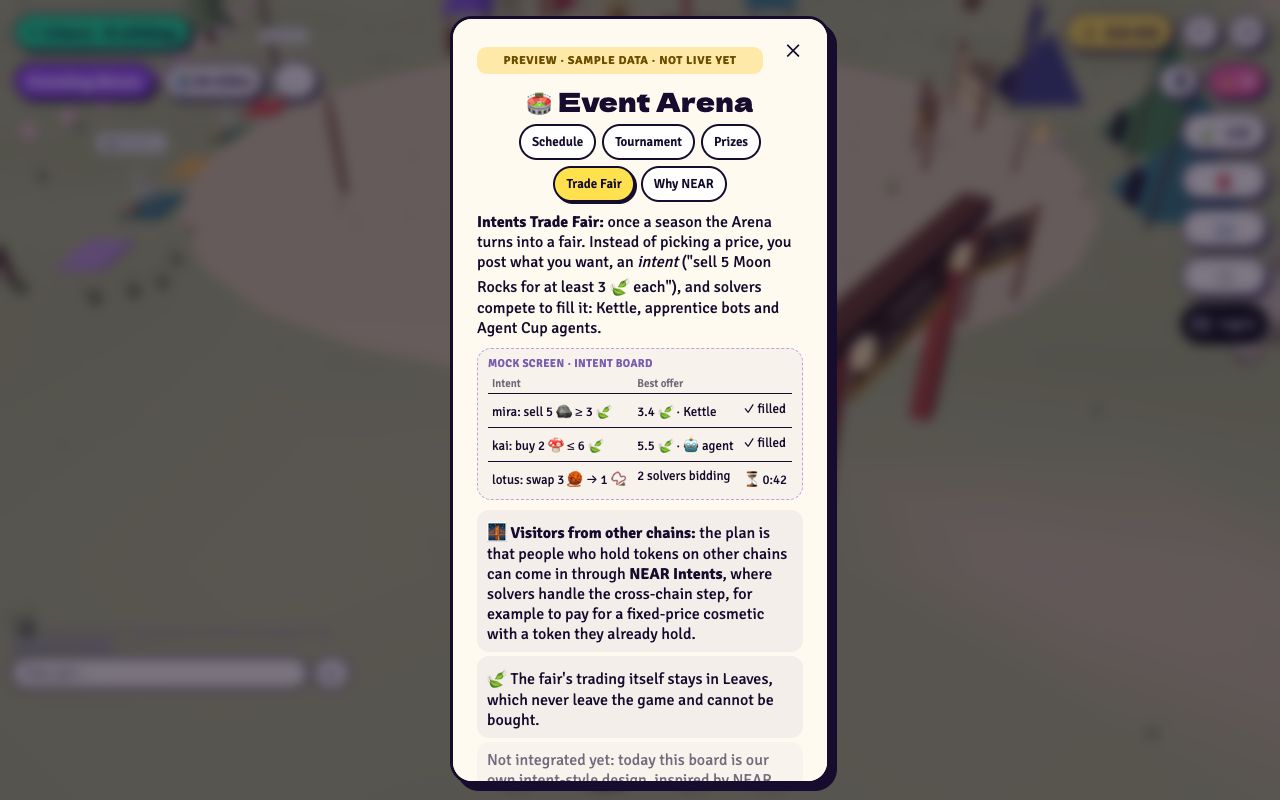 PREVIEW · SAMPLE DATA · NOT LIVE YET
Event Arena
Schedule
Tournament
Prizes
Trade Fair
Why NEAR
Intents Trade Fair: once a season the Arena
turns into a fair. Instead of picking a price, you
post what you want, an intent ("sell 5 Moon
Rocks for at least 3 🍃 each"), and solvers
compete to fill it: Kettle, apprentice bots and
Agent Cup agents.
MOCK SCREEN · INTENT BOARD
Intent Best offer
mira: sell 5 🪨 ≥ 3 🍃 3.4 🍃 · Kettle ✓ filled
kai: buy 2 🍄 ≤ 6 🍃 5.5 🍃 · 🤖 agent ✓ filled
lotus: swap 3 🧶 → 1 2 solvers bidding ⏳ 0:42
🌉 Visitors from other chains: the plan is
that people who hold tokens on other chains
can come in through NEAR Intents, where
solvers handle the cross-chain step, for
example to pay for a fixed-price cosmetic
with a token they already hold.
🍃 The fair's trading itself stays in Leaves,
which never leave the game and cannot be
bought.
Not integrated yet: today this board is our
own intent-style design, inspired by NEAR